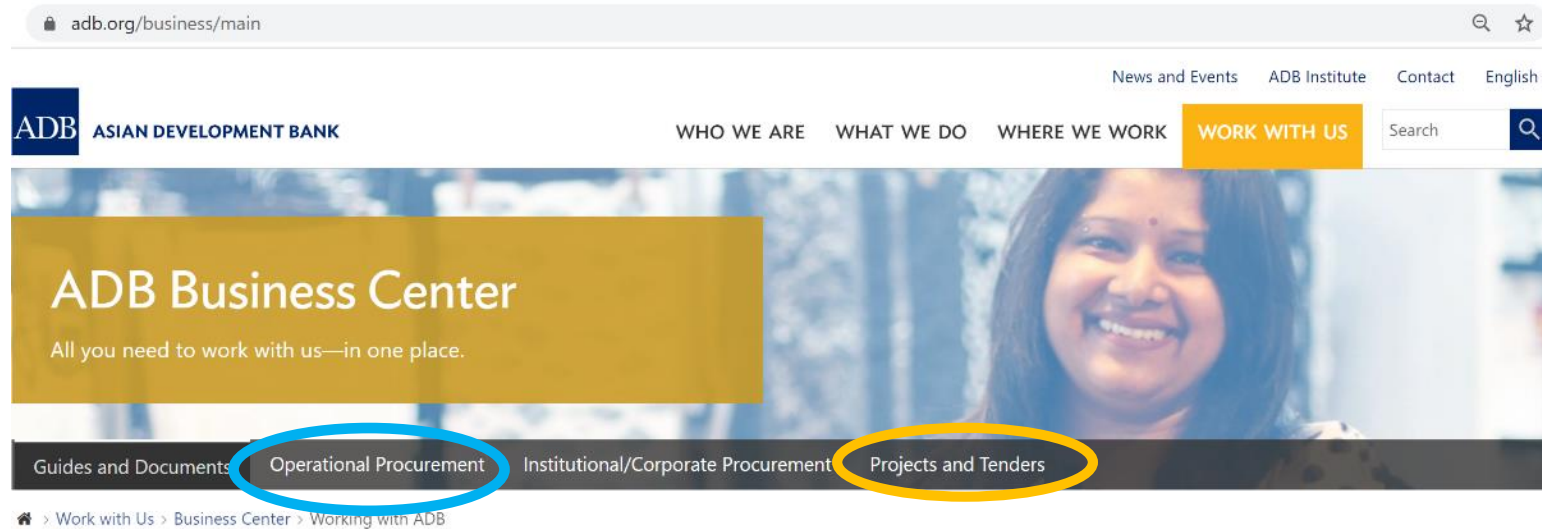 adb.org/business/main
News and Events ADB Institute Contact English
ADB ASIAN DEVELOPMENT BANK WHO WE ARE WHAT WE DO WHERE WE WORK WORK WITH US Search
ADB Business Center
All you need to work with us—in one place.
Guides and Documents Operational Procurement Institutional/Corporate Procurement Projects and Tenders
> Work with Us > Business Center > Working with ADB